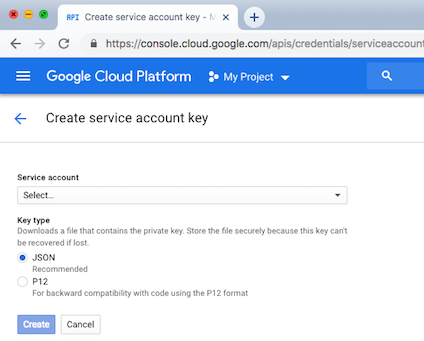 API Create service account key - M
https://console.cloud.google.com/apis/credentials/serviceaccount
Google Cloud Platform My Project
Create service account key
Service account
Select...
Key type
Downloads a file that contains the private key. Store the file securely because this key can't
be recovered if lost.
JSON
Recommended
P12
For backward compatibility with code using the P12 format
Create Cancel